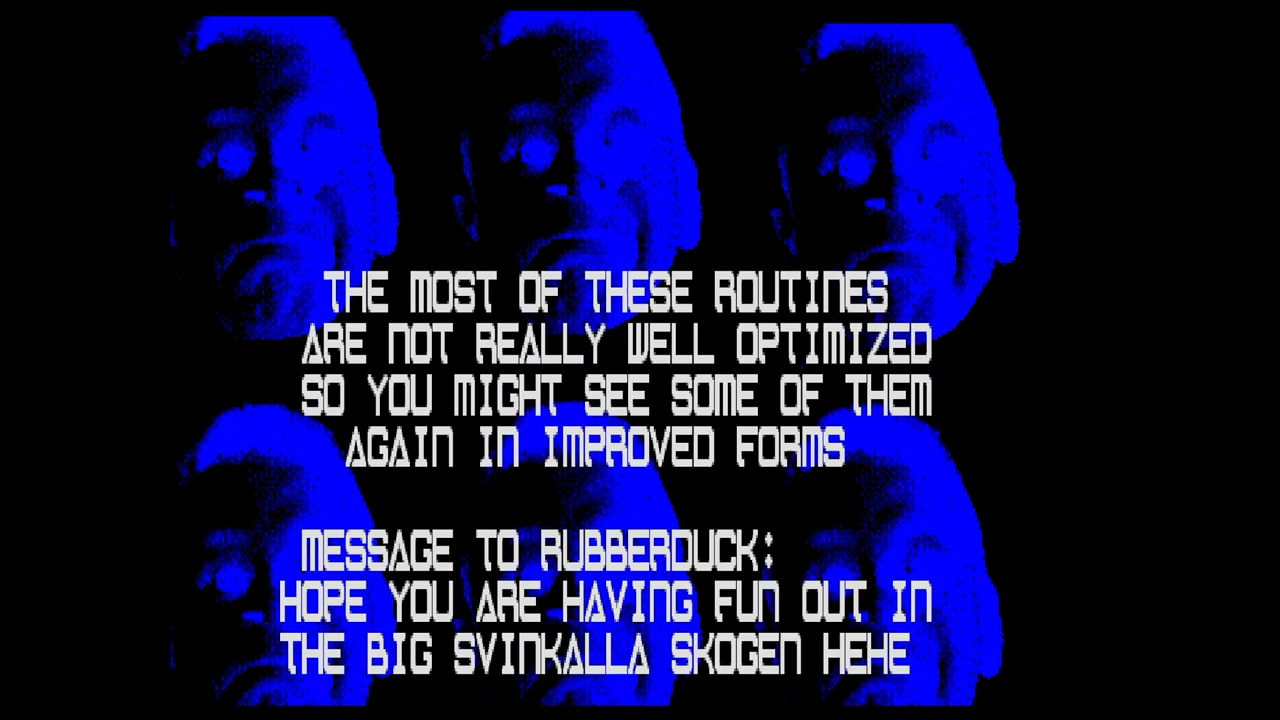 THE MOST OF THESE ROUTINES
ARE NOT REALLY WELL OPTIMIZED
SO YOU MIGHT SEE SOME OF THEM
AGAIN IN IMPROVED FORMS
MESSAGE TO RUBBERDUCK:
HOPE YOU ARE HAVING FUN OUT IN
THE BIG SVINKALLA SKOGEN HEHE